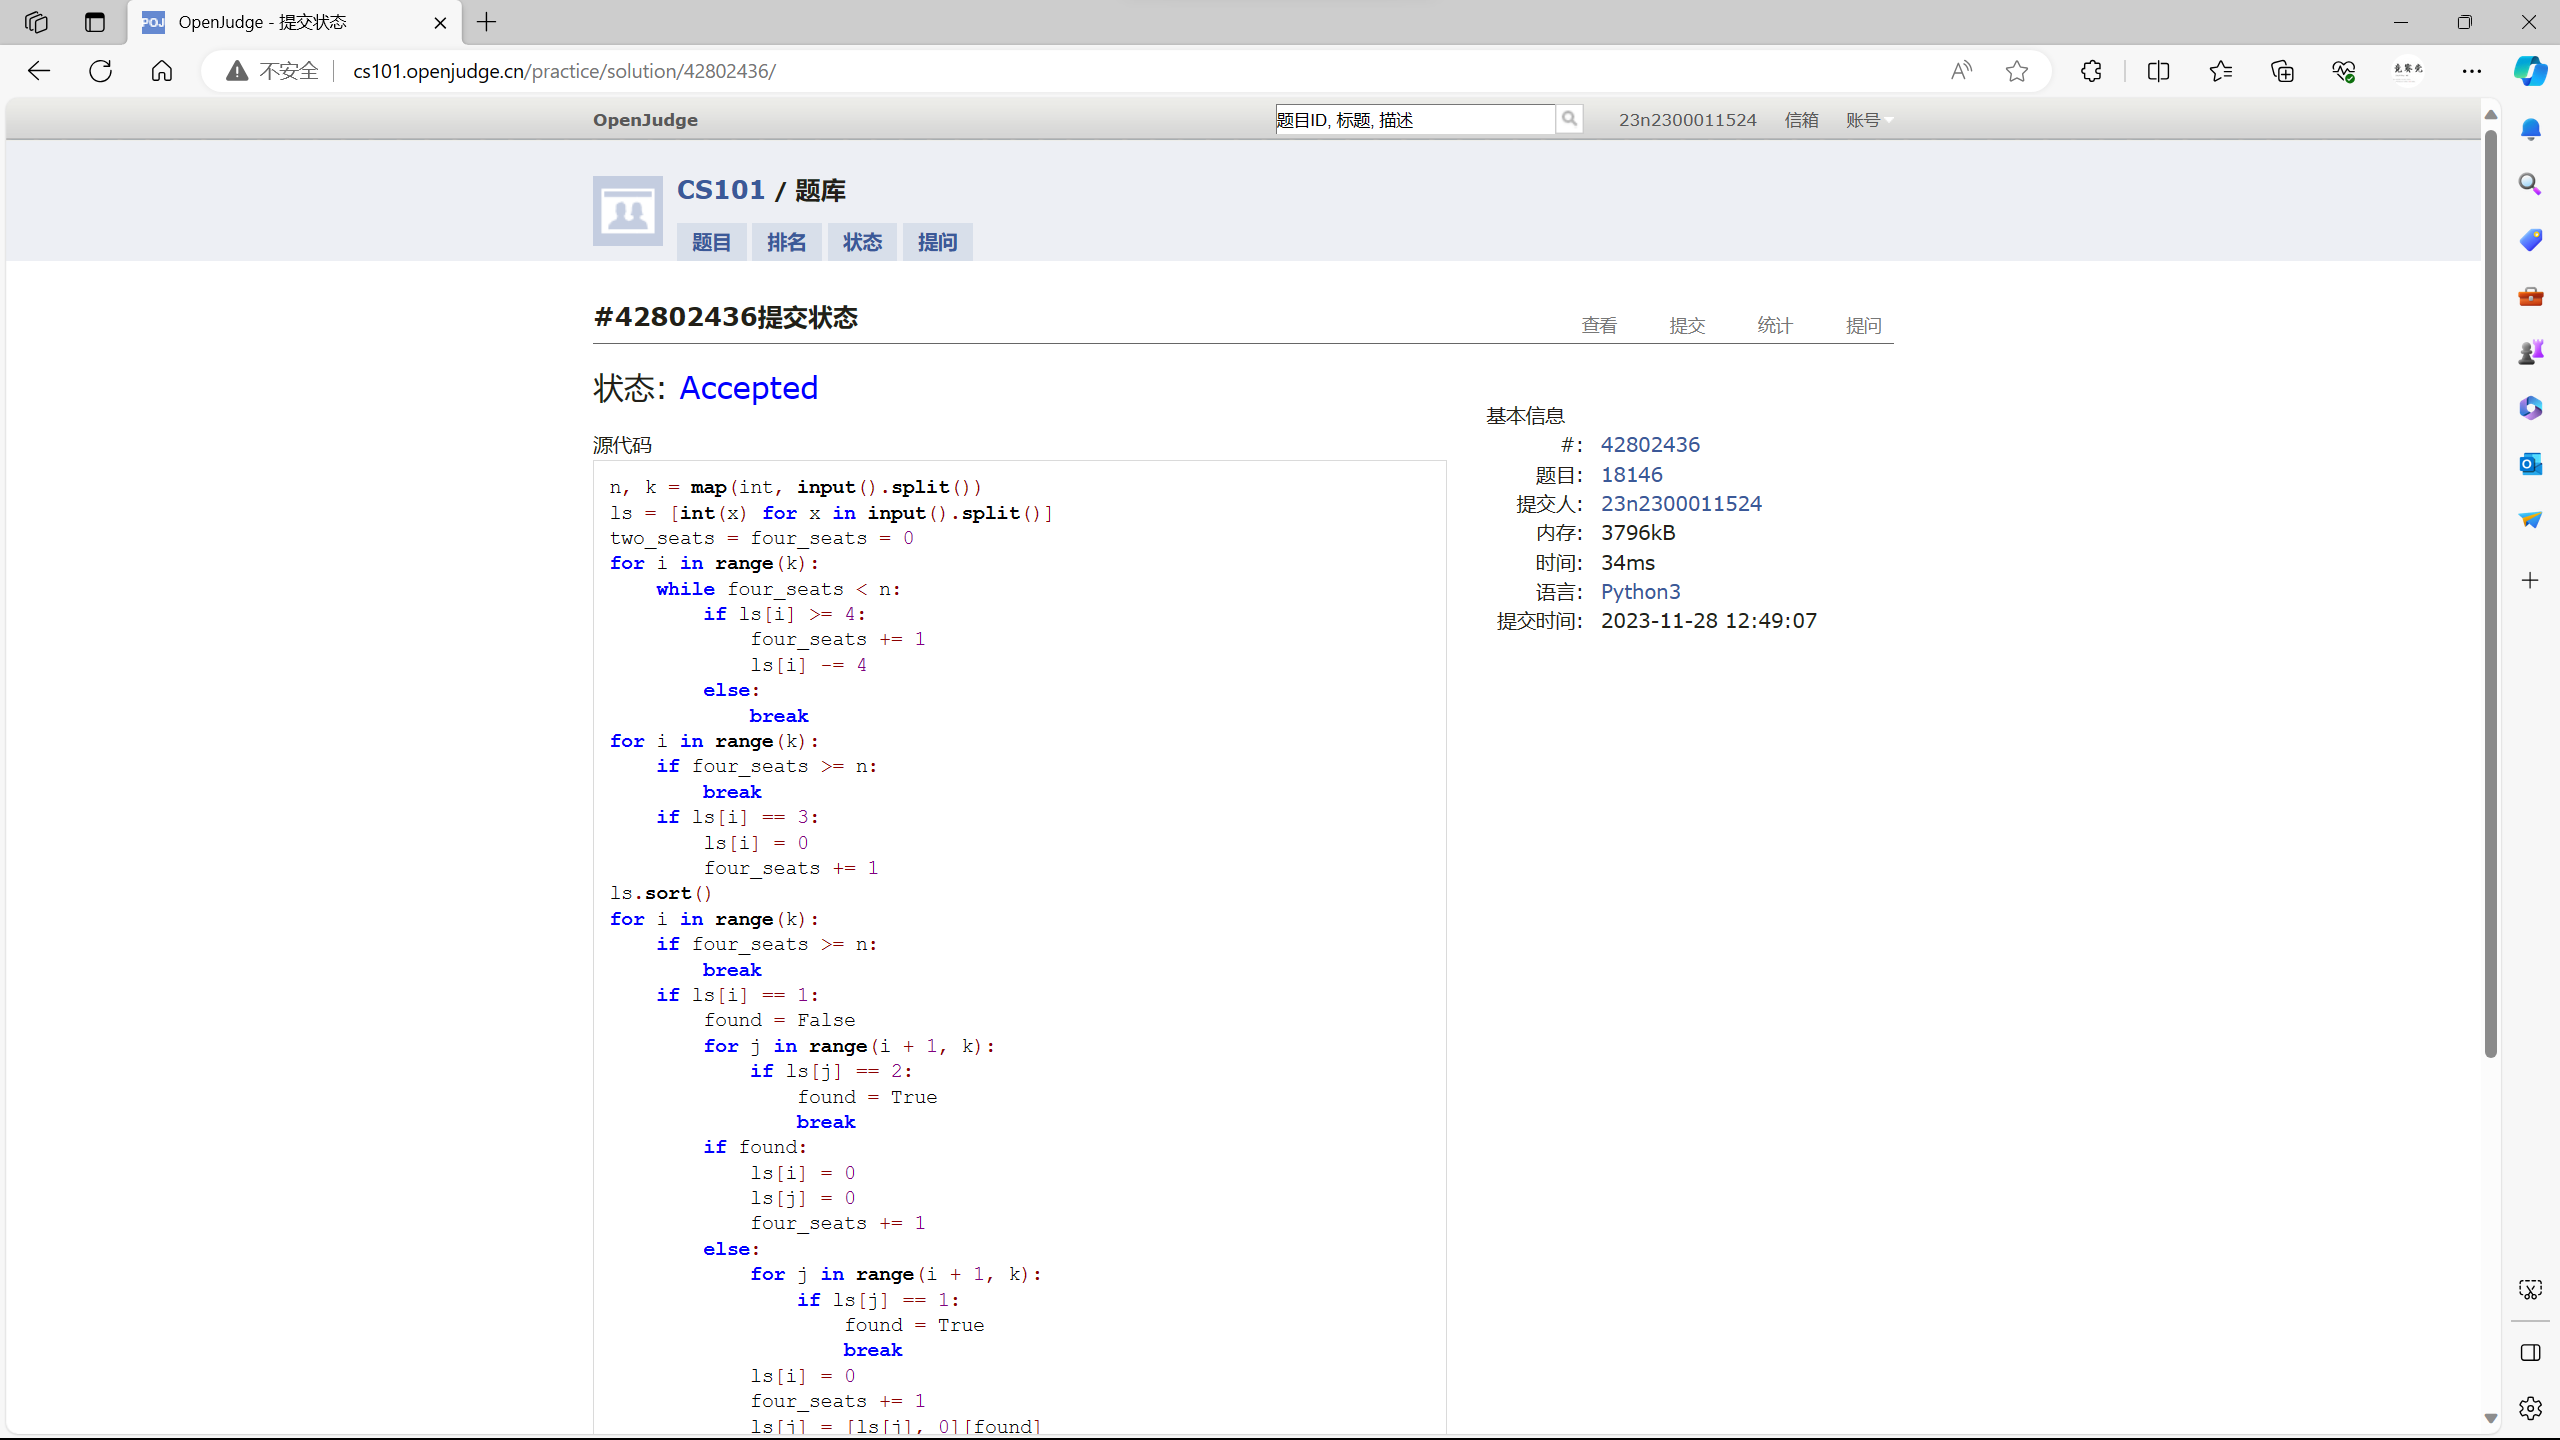 OpenJudge - 提交状态
不安全 cs101.openjudge.cn/practice/solution/42802436/
OpenJudge 题目ID, 标题, 描述 23n2300011524 信箱 账号
CS101 / 题库
题目 排名 状态 提问
#42802436提交状态 查看 提交 统计 提问
状态: Accepted
源代码
n, k = map(int, input().split())
ls = [int(x) for x in input().split()]
two_seats = four_seats = 0
for i in range(k):
    while four_seats < n:
        if ls[i] >= 4:
            four_seats += 1
            ls[i] -= 4
        else:
            break
for i in range(k):
    if four_seats >= n:
        break
    if ls[i] == 3:
        ls[i] = 0
        four_seats += 1
ls.sort()
for i in range(k):
    if four_seats >= n:
        break
    if ls[i] == 1:
        found = False
        for j in range(i + 1, k):
            if ls[j] == 2:
                found = True
                break
        if found:
            ls[i] = 0
            ls[j] = 0
            four_seats += 1
        else:
            for j in range(i + 1, k):
                if ls[j] == 1:
                    found = True
                    break
            ls[i] = 0
            four_seats += 1
            ls[j] = [ls[j], 0][found]
基本信息
#: 42802436
题目: 18146
提交人: 23n2300011524
内存: 3796kB
时间: 34ms
语言: Python3
提交时间: 2023-11-28 12:49:07